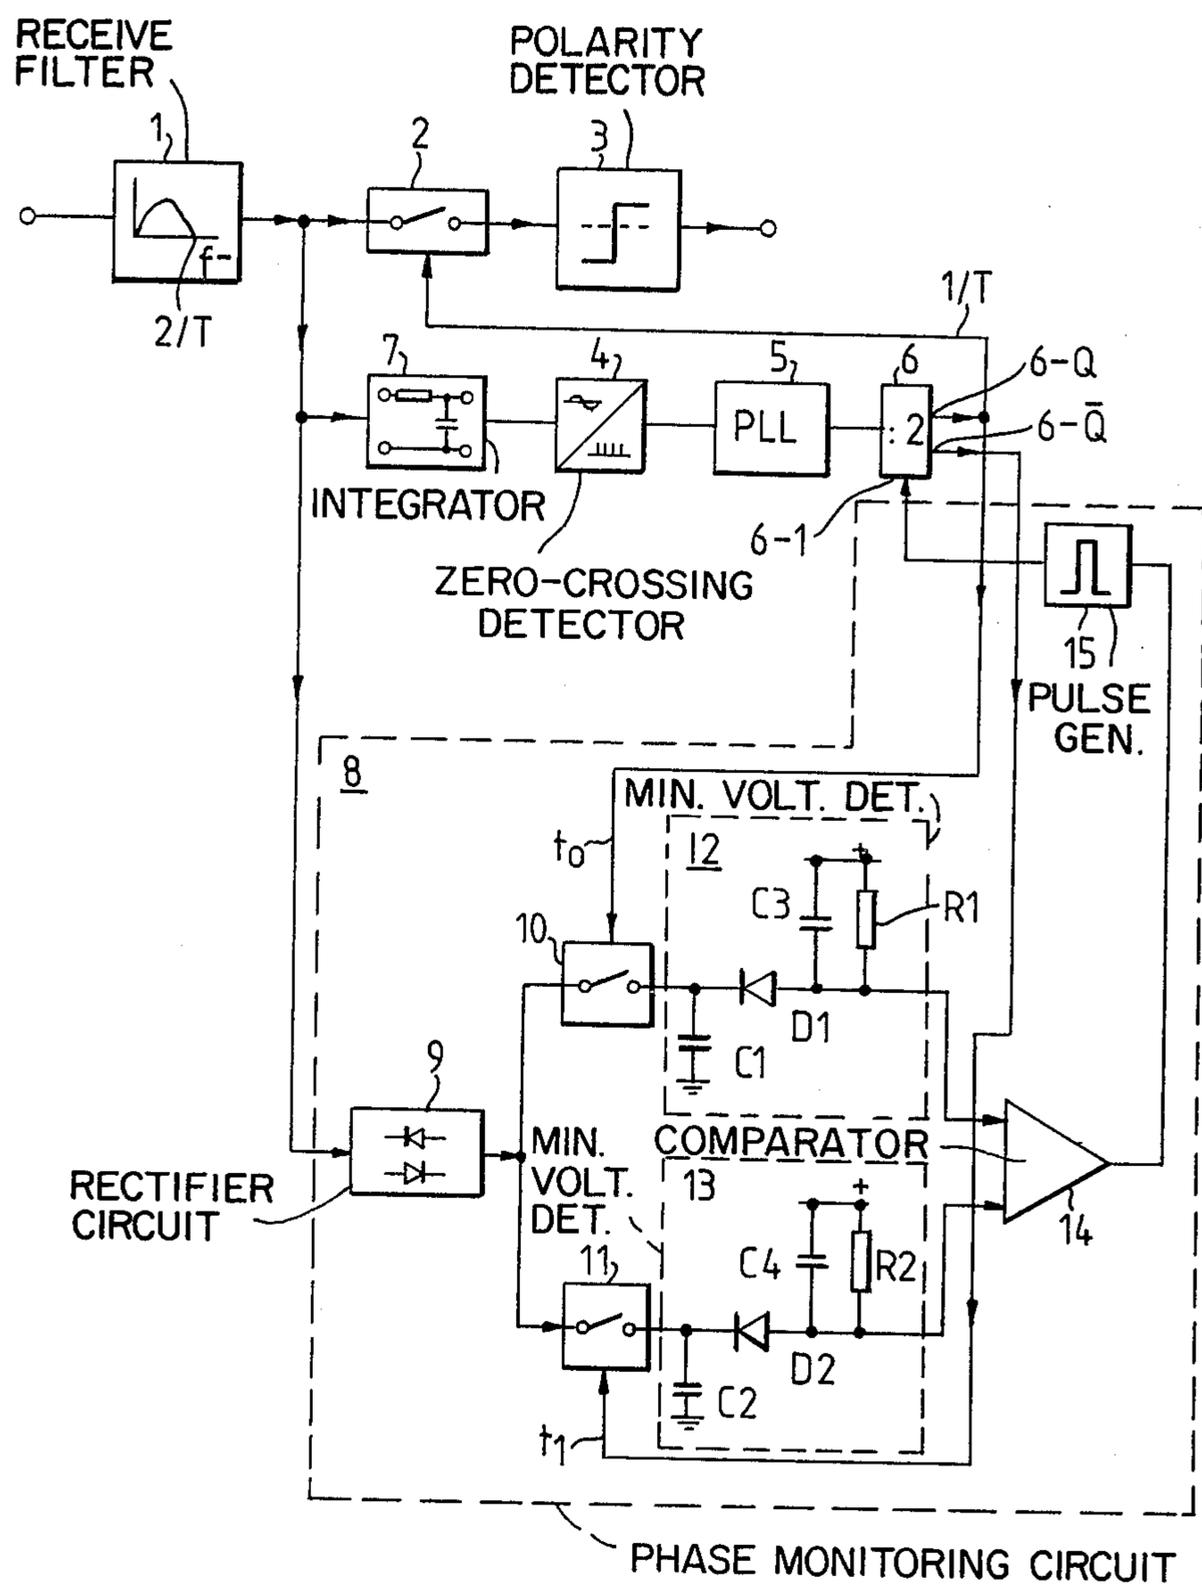 RECEIVE
FILTER
POLARITY
DETECTOR
1
2
3
f-
2/T
1/T
7
4
5
6
6-Q
6-Q̄
PLL
:2
INTEGRATOR
6-1
ZERO-CROSSING
DETECTOR
15
PULSE
GEN.
8
MIN. VOLT. DET.
t0
12
+
C3
R1
10
D1
C1
9
MIN.
VOLT.
DET.
COMPARATOR
RECTIFIER
CIRCUIT
13
+
14
11
C4
R2
D2
C2
t1
PHASE MONITORING CIRCUIT